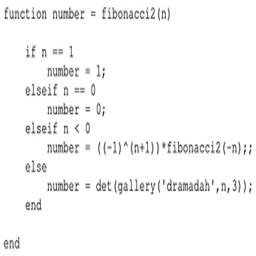 function number = fibonacci2(n)
if n == 1
number = 1;
elseif n == 0
number = 0;
elseif n < 0
number = ((-1)^(n+1))*fibonacci2(-n);;
else
number = det(gallery('dramadah',n,3));
end
end